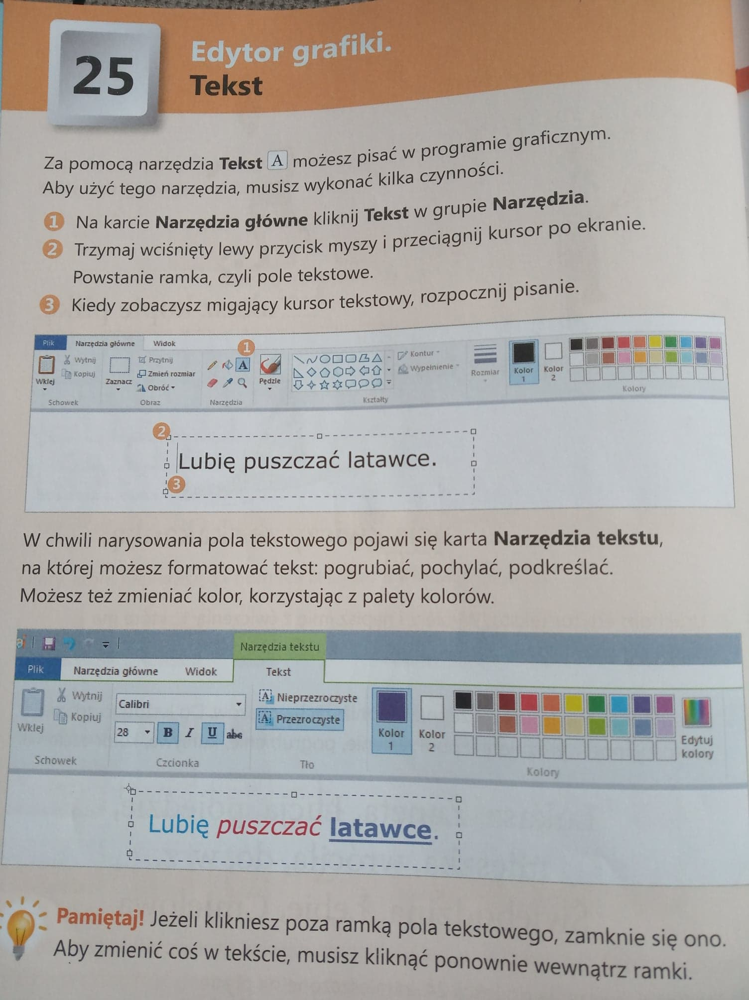 25
Edytor grafiki.
Tekst
Za pomocą narzędzia Tekst A możesz pisać w programie graficznym.
Aby użyć tego narzędzia, musisz wykonać kilka czynności.
1 Na karcie Narzędzia główne kliknij Tekst w grupie Narzędzia.
2 Trzymaj wciśnięty lewy przycisk myszy i przeciągnij kursor po ekranie.
Powstanie ramka, czyli pole tekstowe.
3 Kiedy zobaczysz migający kursor tekstowy, rozpocznij pisanie.
Plik Narzędzia główne Widok 1
Wytnij Przytnij Kontur
Kopiuj Zmień rozmiar A Wypełnienie
Wklej Zaznacz Obróć Pędzle Rozmiar Kolor 1 Kolor 2
Schowek Obraz Narzędzia Kształty Kolory
2
Lubię puszczać latawce.
3
W chwili narysowania pola tekstowego pojawi się karta Narzędzia tekstu,
na której możesz formatować tekst: pogrubiać, pochylać, podkreślać.
Możesz też zmieniać kolor, korzystając z palety kolorów.
Narzędzia tekstu
Plik Narzędzia główne Widok Tekst
Wytnij Calibri A Nieprzezroczyste
Kopiuj A Przezroczyste
Wklej 28 B I U abc Kolor 1 Kolor 2 Edytuj kolory
Schowek Czcionka Tło Kolory
Lubię puszczać latawce.
Pamiętaj! Jeżeli klikniesz poza ramką pola tekstowego, zamknie się ono.
Aby zmienić coś w tekście, musisz kliknąć ponownie wewnątrz ramki.